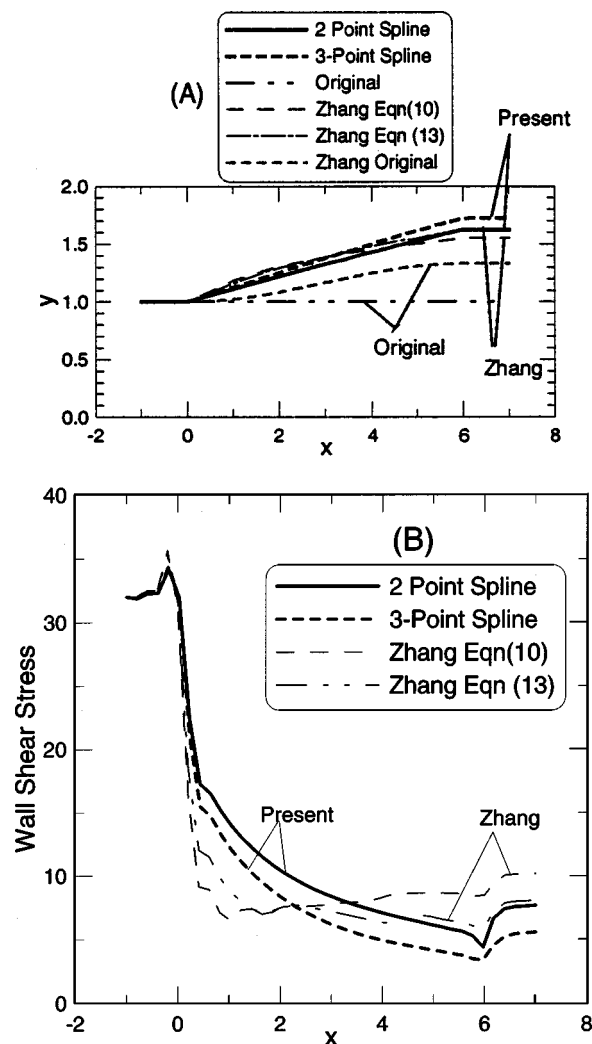 2 Point Spline
3-Point Spline
Original
Zhang Eqn(10)
Zhang Eqn (13)
Zhang Original
(A)
Present
2.0
1.5
1.0
0.5
0.0
y
Original
Zhang
-2
0
2
4
6
8
x
40
30
20
10
0
Wall Shear Stress
(B)
2 Point Spline
3-Point Spline
Zhang Eqn(10)
Zhang Eqn (13)
Present
Zhang
-2
0
2
4
6
8
x